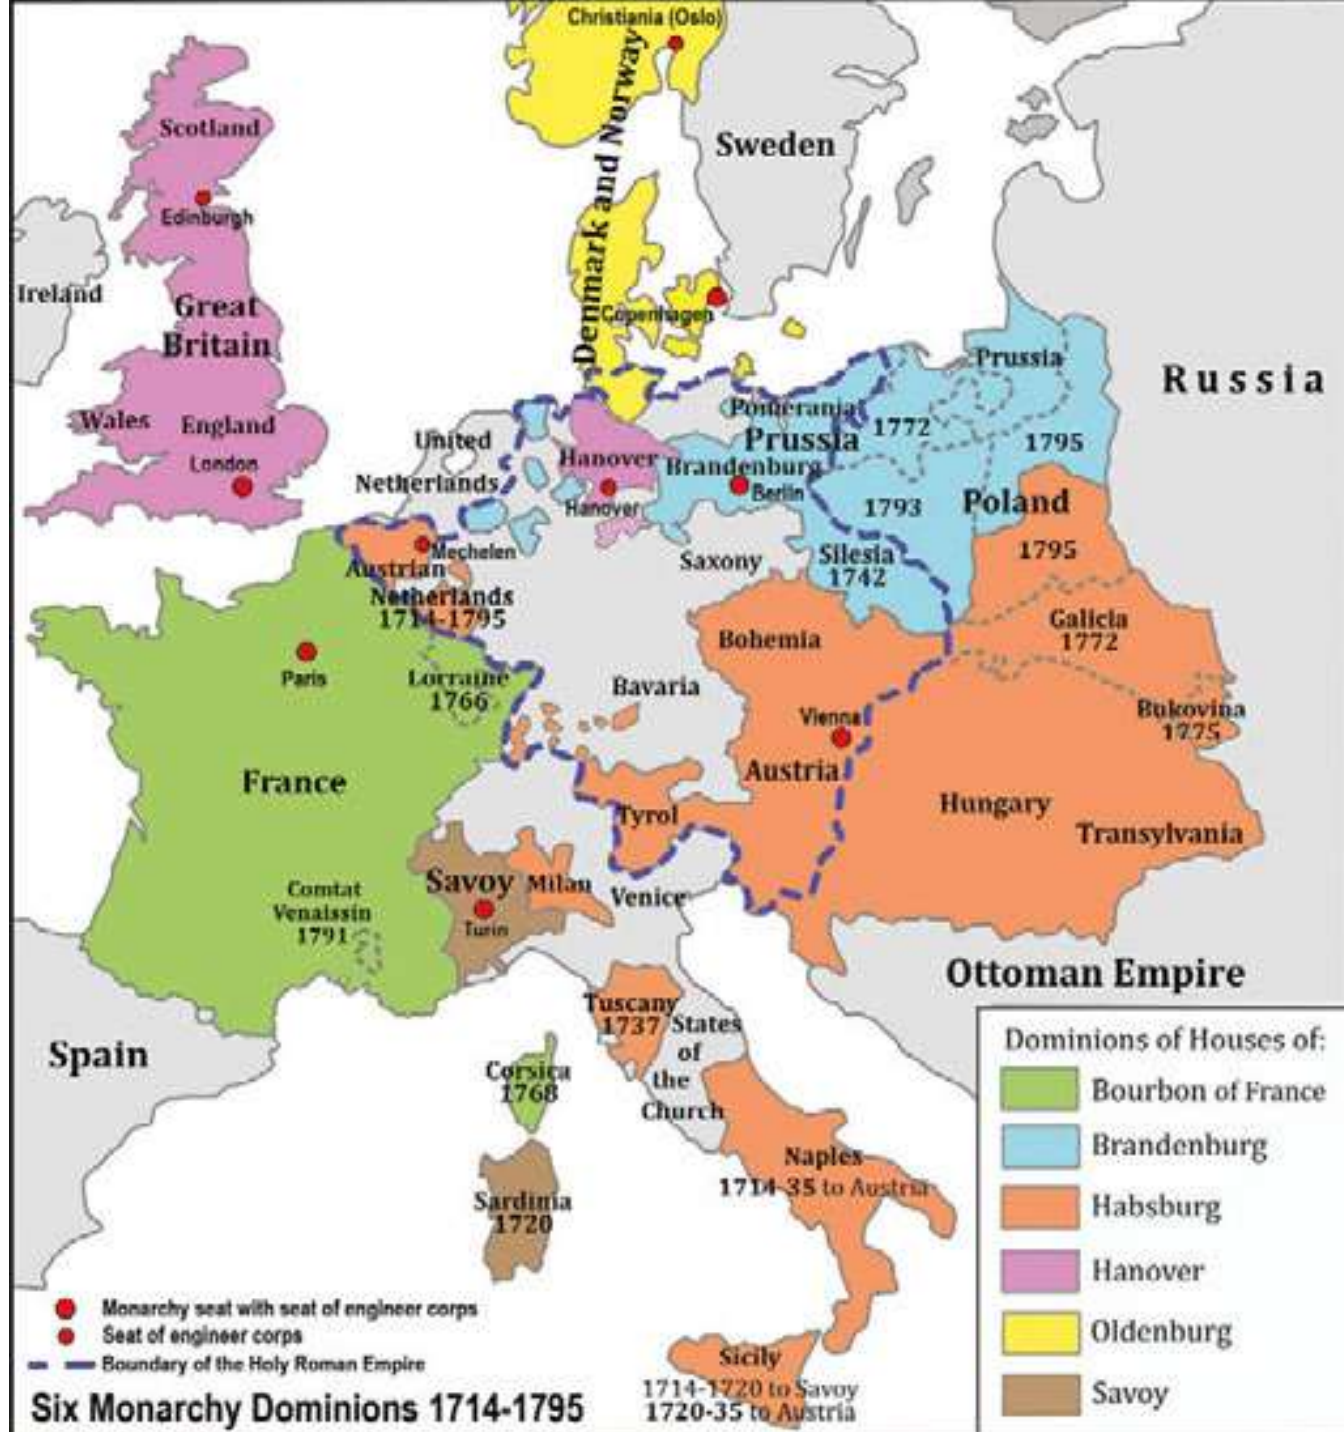 Christiania (Oslo)
Scotland
Denmark and Norway
Sweden
Edinburgh
Ireland
Great
Britain
Copenhagen
Prussia
Russia
Wales
England
London
United
Netherlands
Hanover
Hanover
Pomerania
Prussia
Brandenburg
Berlin
1772
1795
1793
Poland
Mechelen
Austrian
Netherlands
1714-1795
Saxony
Silesia
1742
1795
Galicia
1772
Bohemia
Paris
Lorraine
1766
Bavaria
Vienna
Bukovina
1775
France
Austria
Hungary
Transylvania
Tyrol
Savoy
Milan
Turin
Venice
Comtat
Venaissin
1791
Ottoman Empire
Spain
Tuscany
1737
States
of
the
Church
Corsica
1768
Naples
1714-35 to Austria
Sardinia
1720
Sicily
1714-1720 to Savoy
1720-35 to Austria
Dominions of Houses of:
Bourbon of France
Brandenburg
Habsburg
Hanover
Oldenburg
Savoy
Monarchy seat with seat of engineer corps
Seat of engineer corps
Boundary of the Holy Roman Empire
Six Monarchy Dominions 1714-1795